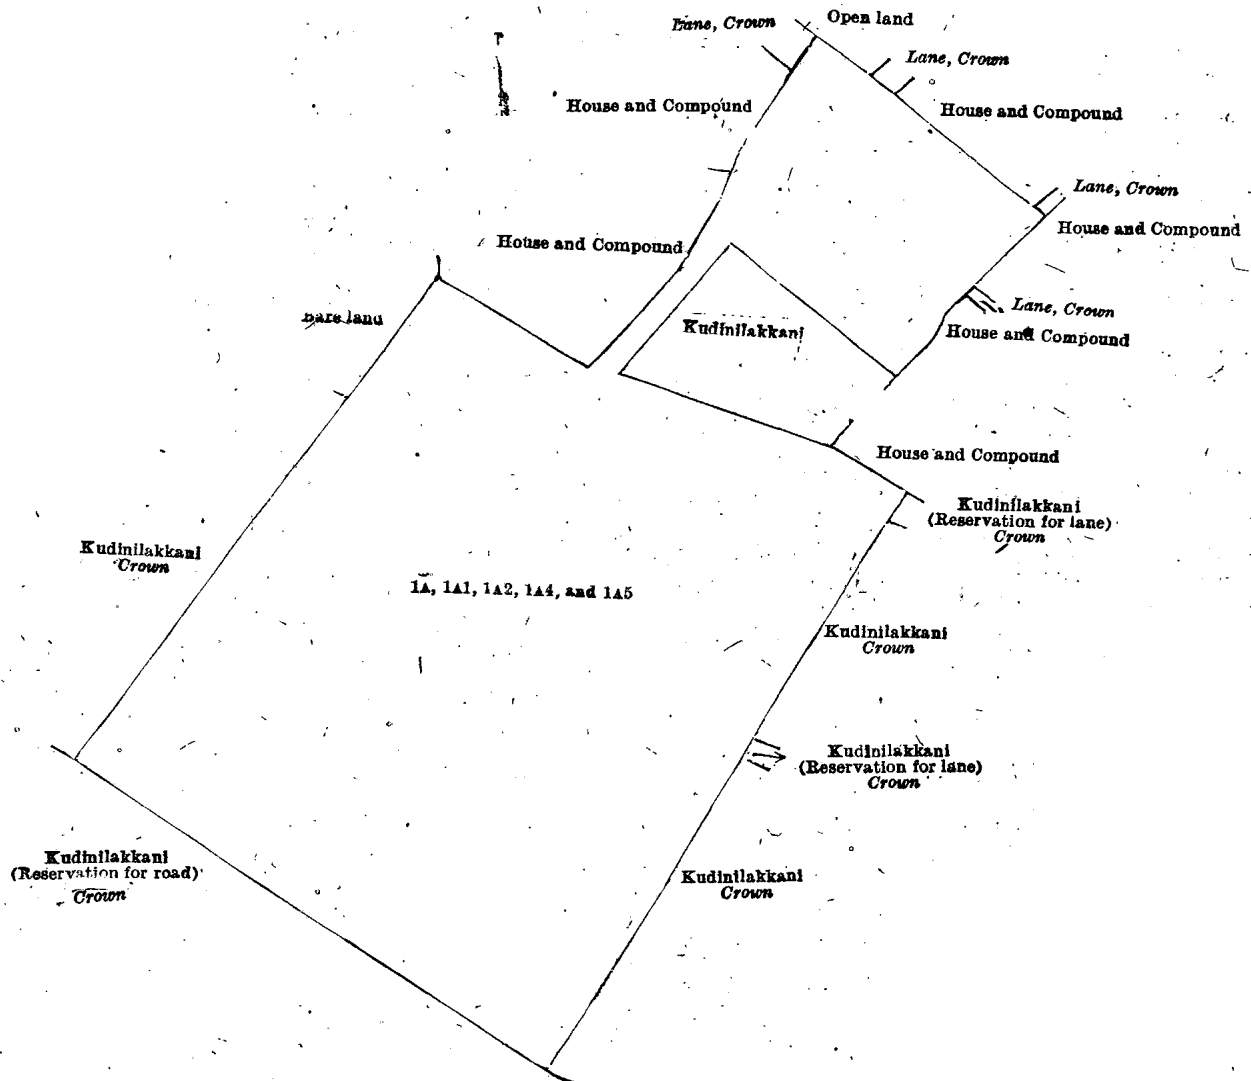 Open land
Lane, Crown
Lane, Crown
House and Compound
House and Compound
Lane, Crown
House and Compound
House and Compound
Lane, Crown
Bare land
Kudinilakkani
House and Compound
House and Compound
Kudinilakkani
(Reservation for lane)
Crown
Kudinilakkani
Crown
1A, 1A1, 1A2, 1A4, and 1A5
Kudinilakkani
Crown
Kudinilakkani
(Reservation for lane)
Crown
Kudinilakkani
(Reservation for road)
Crown
Kudinilakkani
Crown